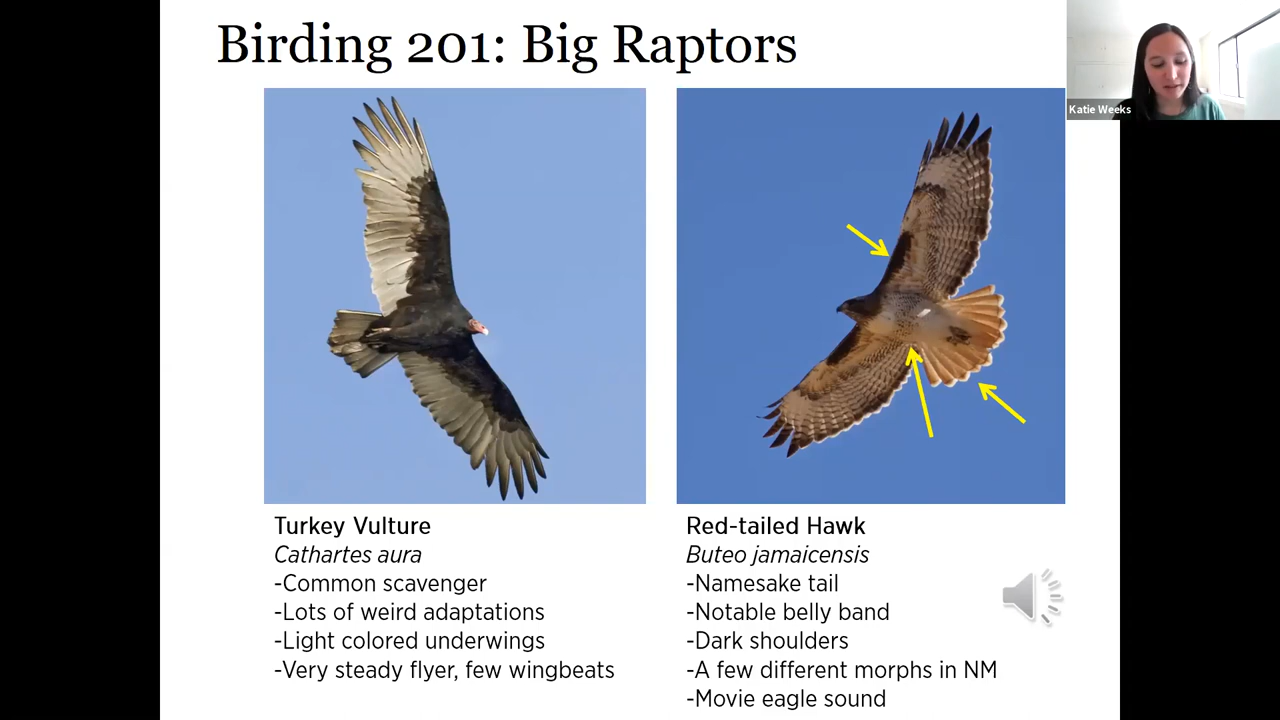 Birding 201: Big Raptors
Katie Weeks
Turkey Vulture
Cathartes aura
-Common scavenger
-Lots of weird adaptations
-Light colored underwings
-Very steady flyer, few wingbeats
Red-tailed Hawk
Buteo jamaicensis
-Namesake tail
-Notable belly band
-Dark shoulders
-A few different morphs in NM
-Movie eagle sound